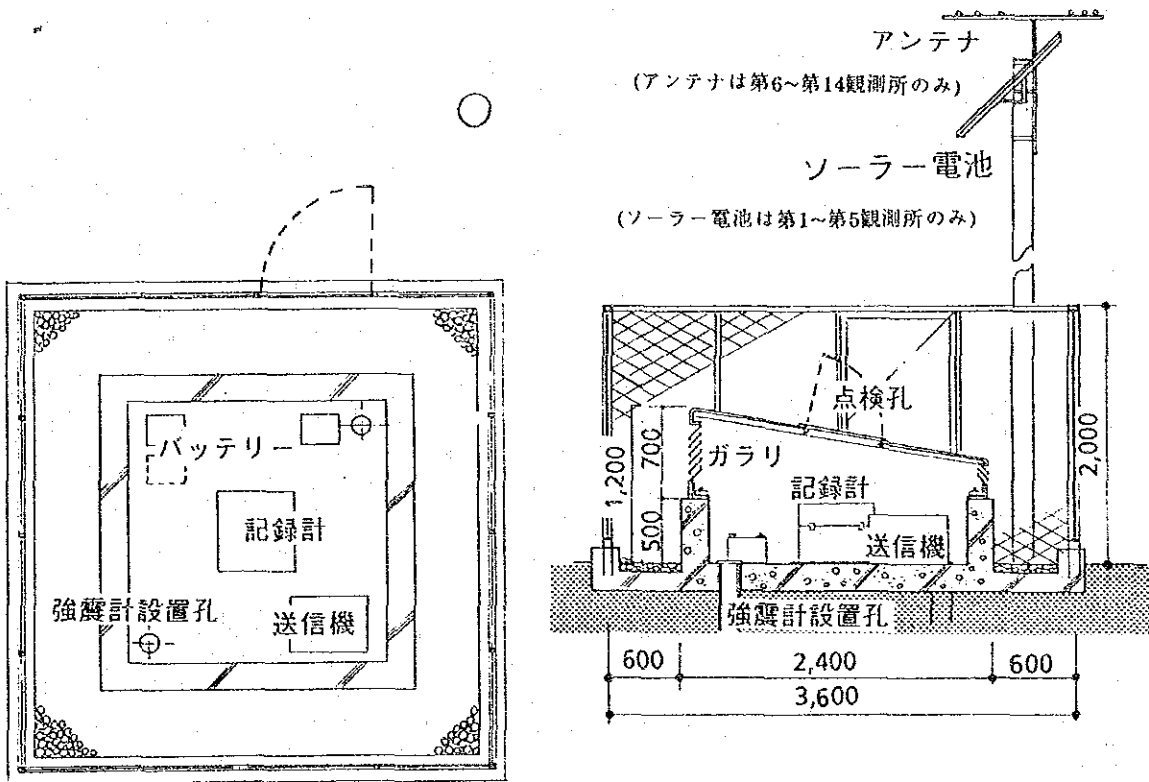 アンテナ
(アンテナは第6~第14観測所のみ)
ソーラー電池
(ソーラー電池は第1~第5観測所のみ)
バッテリー
記録計
強震計設置孔
送信機
点検孔
ガラリ
1,200
700
500
2,000
記録計
送信機
強震計設置孔
600
2,400
600
3,600